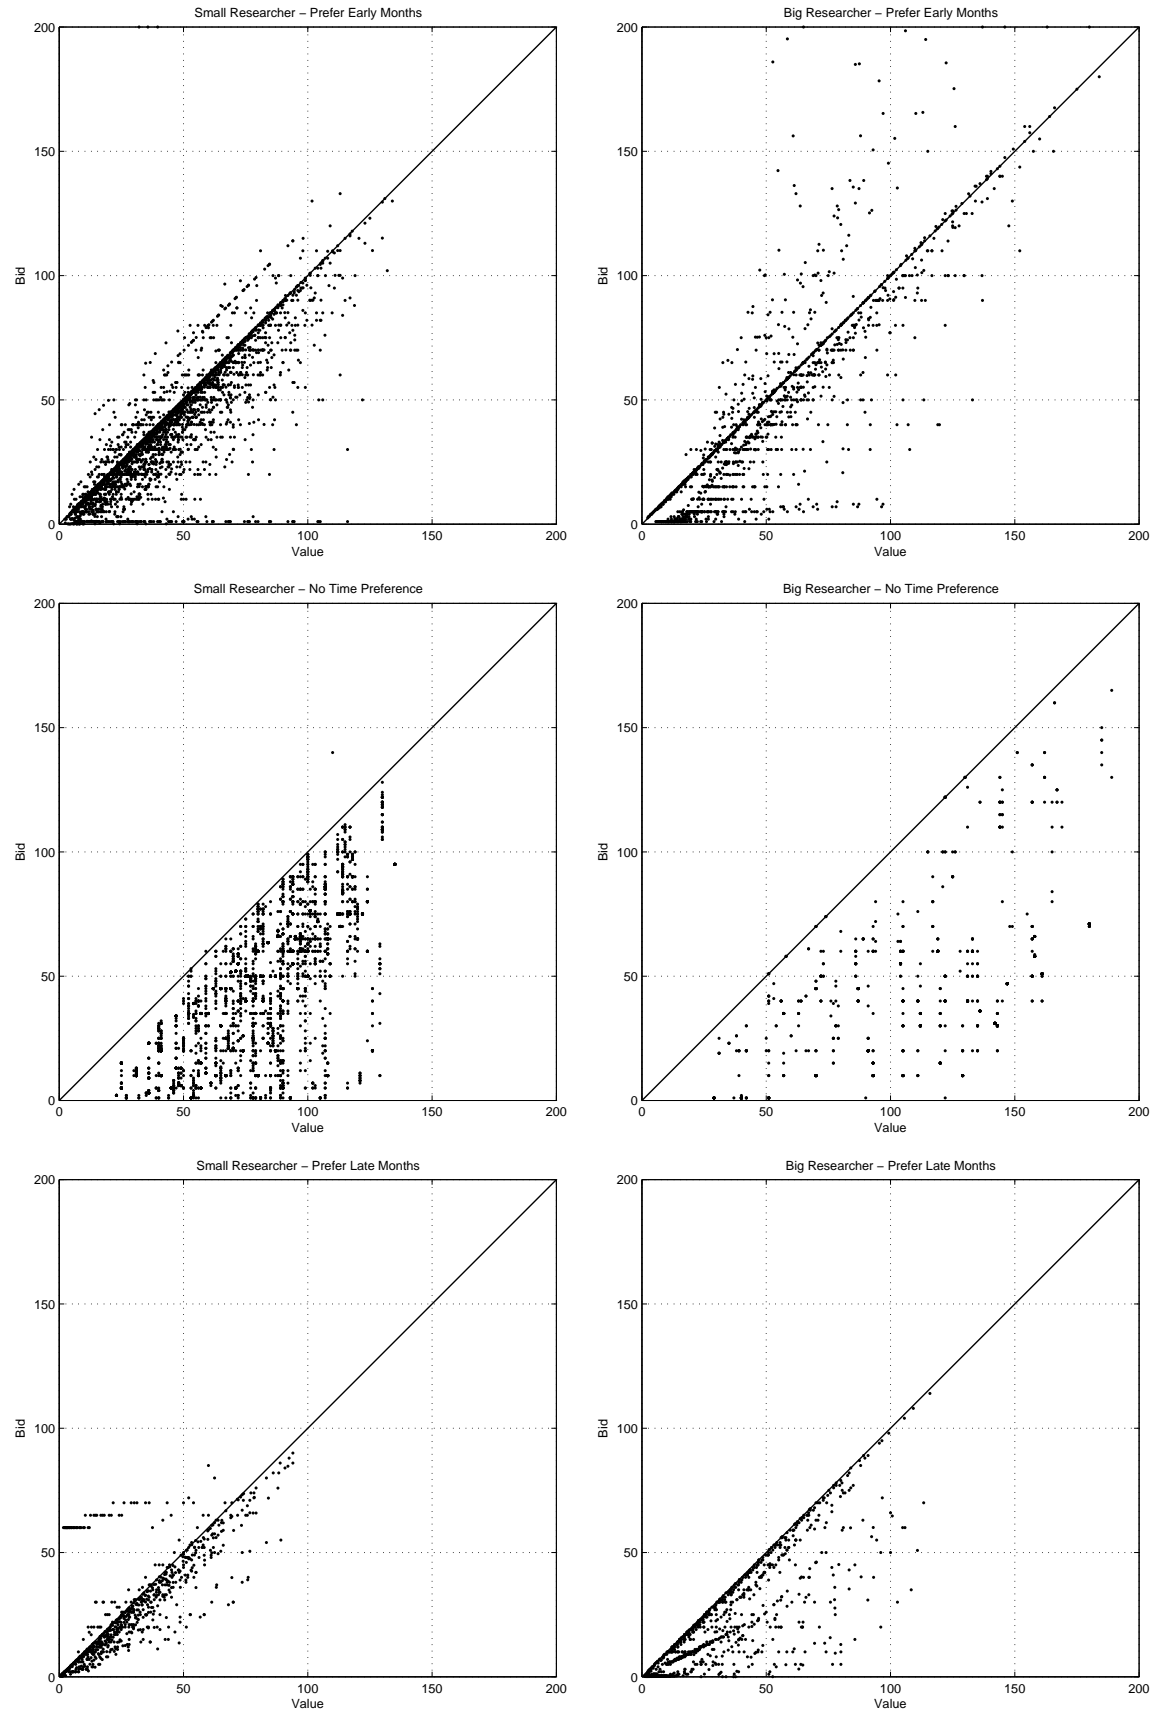 Small Researcher – Prefer Early Months
200
150
100
50
0
Bid
0 50 100 150 200
Value
Big Researcher – Prefer Early Months
200
150
100
50
0
Bid
0 50 100 150 200
Value
Small Researcher – No Time Preference
200
150
100
50
0
Bid
0 50 100 150 200
Value
Big Researcher – No Time Preference
200
150
100
50
0
Bid
0 50 100 150 200
Value
Small Researcher – Prefer Late Months
200
150
100
50
0
Bid
0 50 100 150 200
Value
Big Researcher – Prefer Late Months
200
150
100
50
0
Bid
0 50 100 150 200
Value